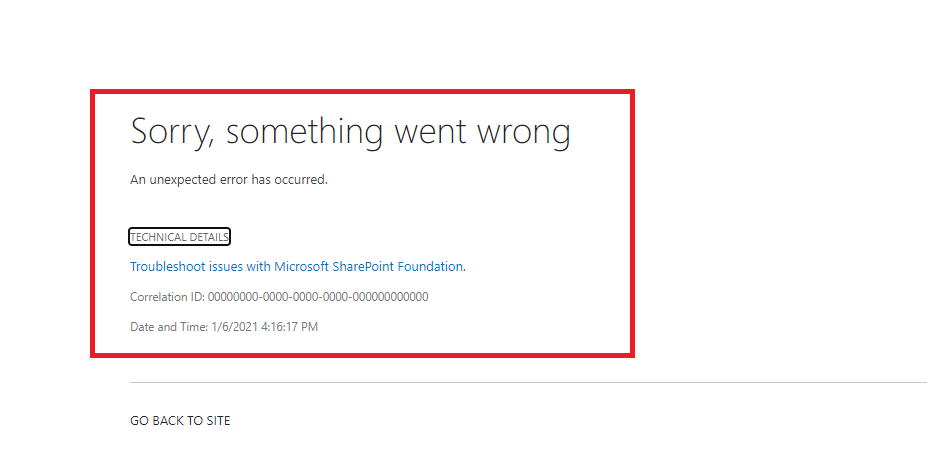 Sorry, something went wrong
An unexpected error has occurred.
TECHNICAL DETAILS
Troubleshoot issues with Microsoft SharePoint Foundation.
Correlation ID: 00000000-0000-0000-0000-000000000000
Date and Time: 1/6/2021 4:16:17 PM
GO BACK TO SITE